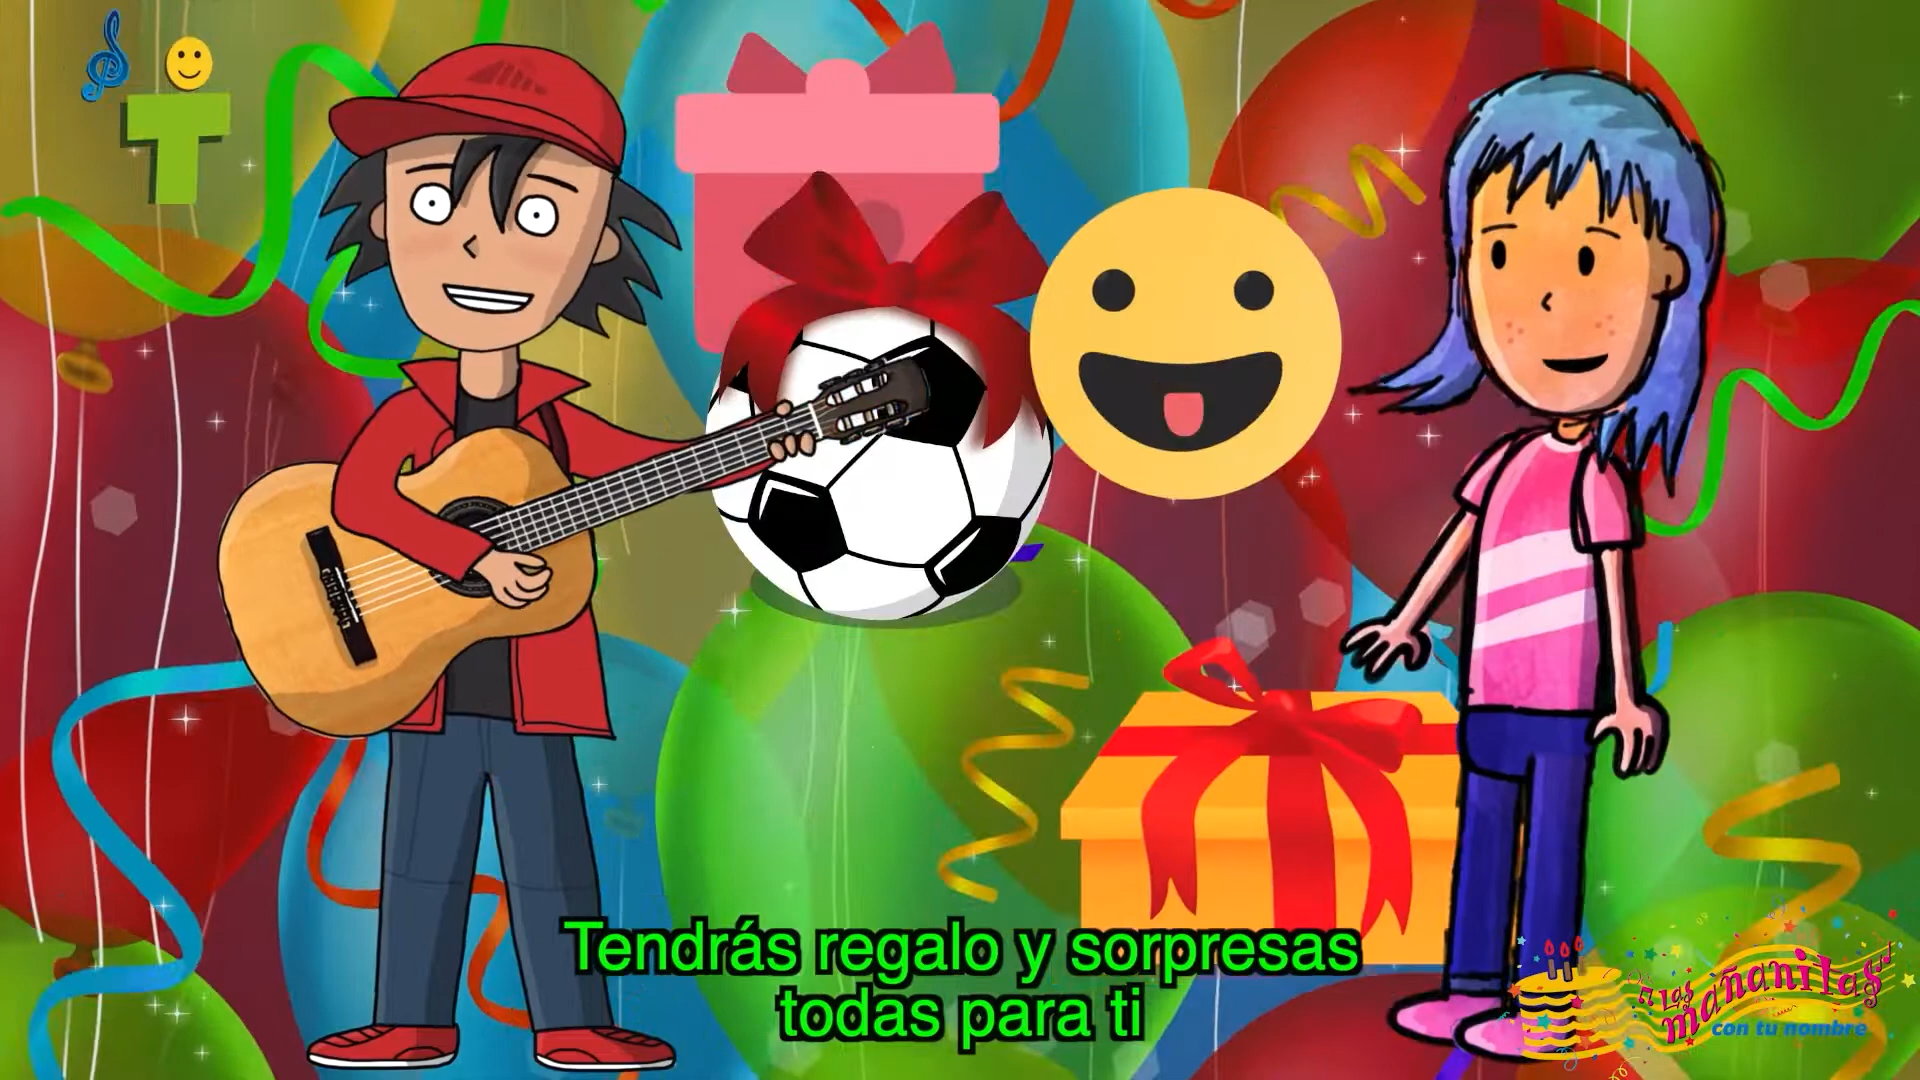 T
Tendrás regalo y sorpresas
todas para ti
Las
mañanitas
con tu nombre